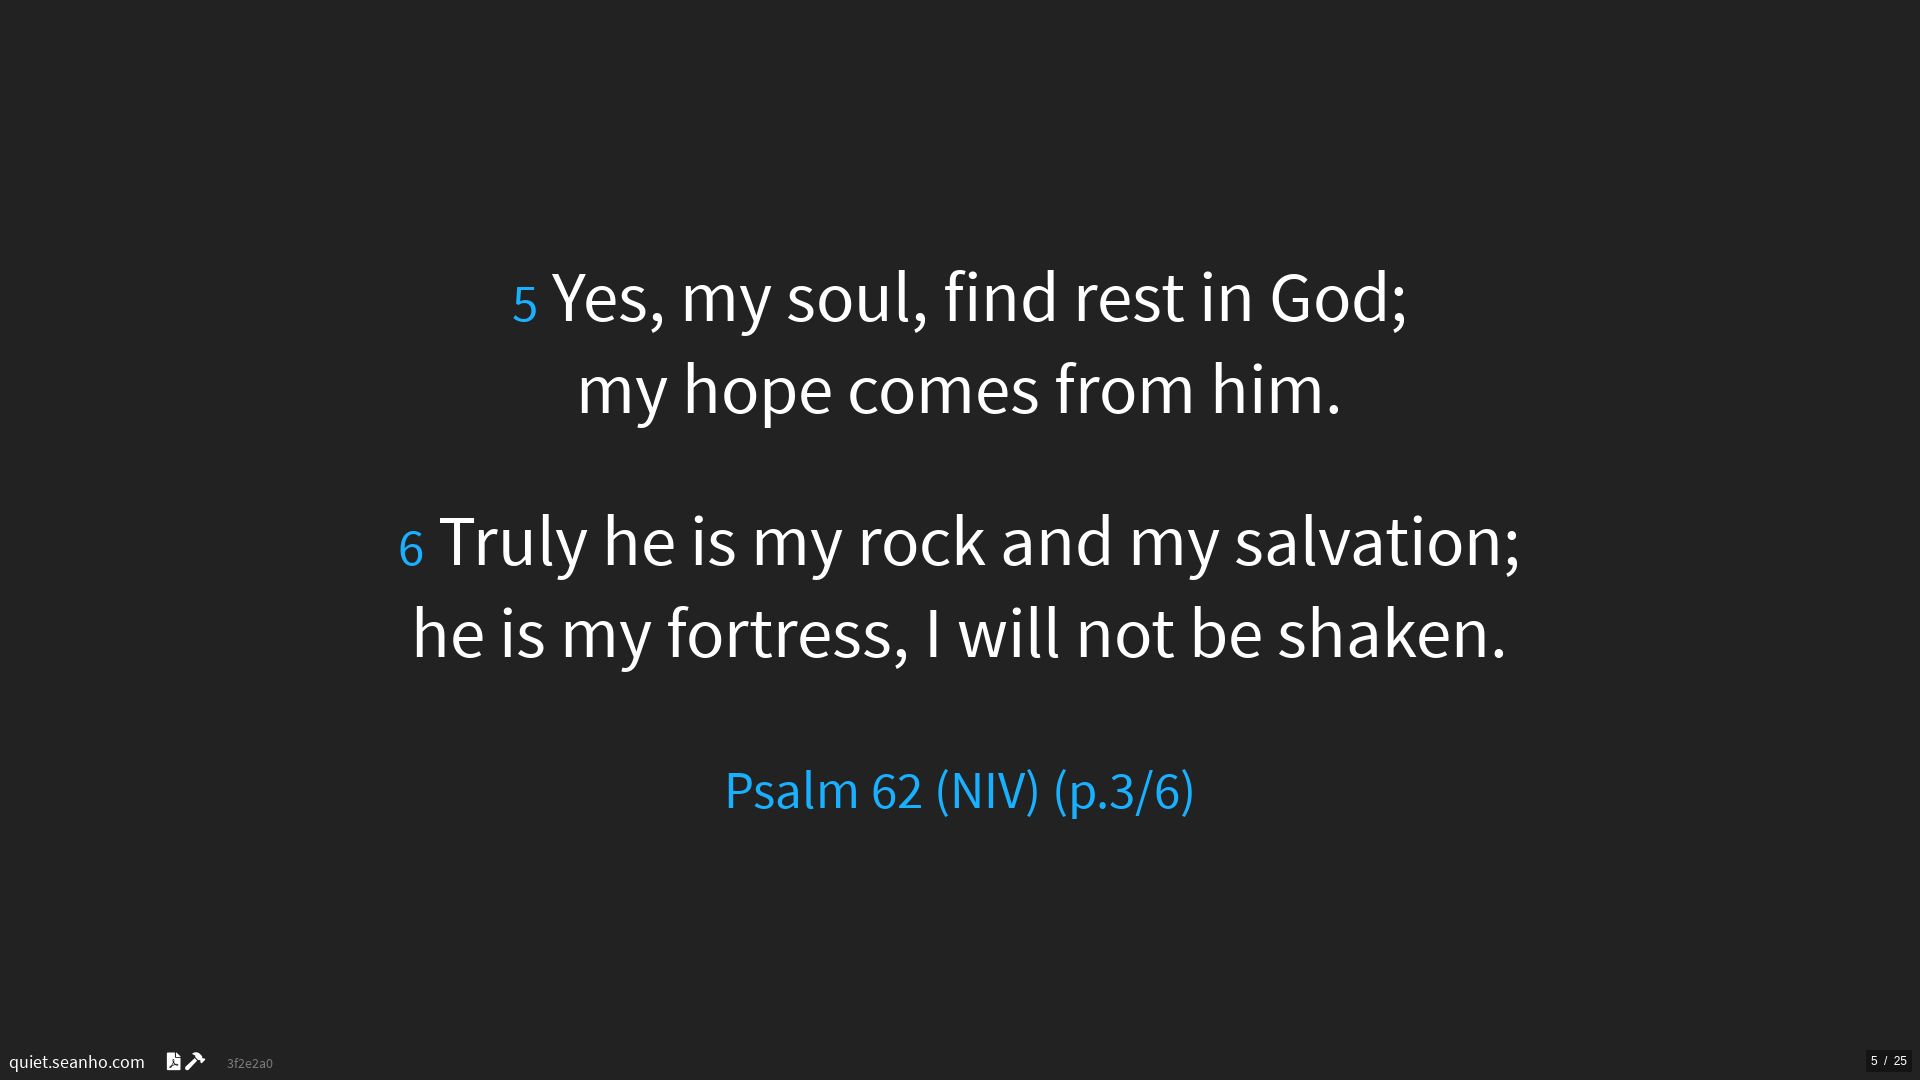 5 Yes, my soul, find rest in God;
my hope comes from him.
6 Truly he is my rock and my salvation;
he is my fortress, I will not be shaken.
Psalm 62 (NIV) (p.3/6)
quiet.seanho.com 3f2e2a0
5 / 25